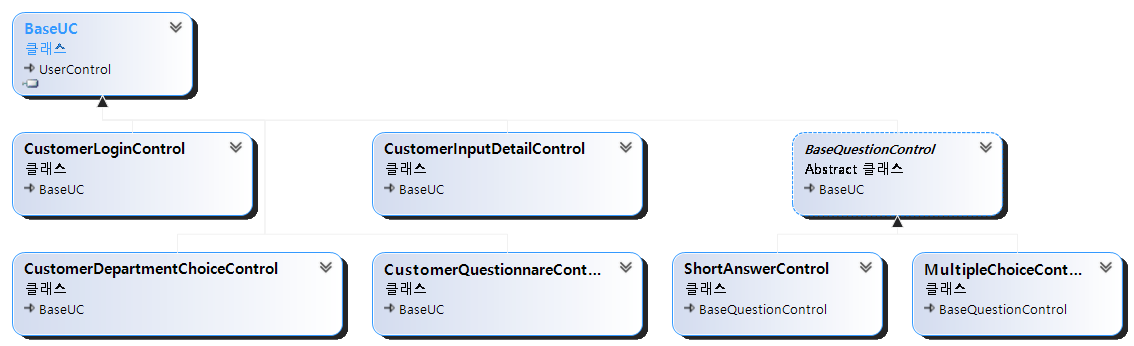 BaseUC
클래스
UserControl
CustomerLoginControl
클래스
BaseUC
CustomerInputDetailControl
클래스
BaseUC
BaseQuestionControl
Abstract 클래스
BaseUC
CustomerDepartmentChoiceControl
클래스
BaseUC
CustomerQuestionnareCont...
클래스
BaseUC
ShortAnswerControl
클래스
BaseQuestionControl
MultipleChoiceCont...
클래스
BaseQuestionControl